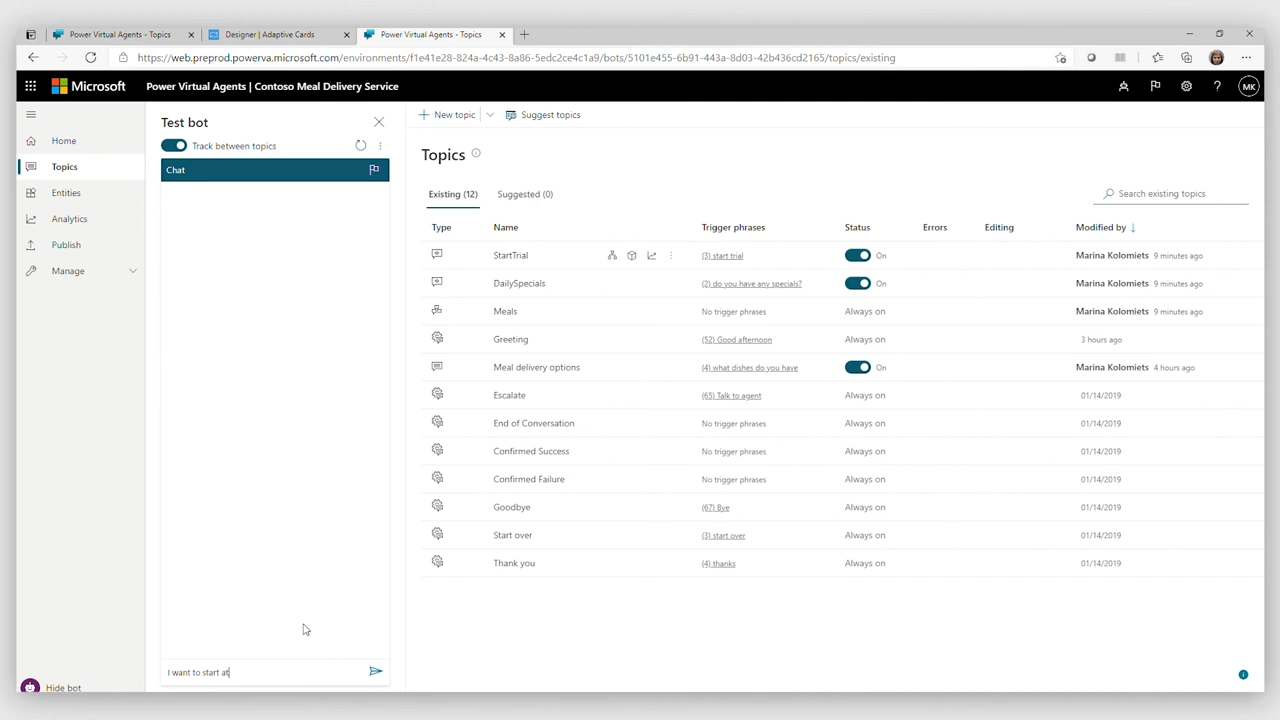 Power Virtual Agents - Topics
Designer | Adaptive Cards
Power Virtual Agents - Topics
https://web.preprod.powerva.microsoft.com/environments/f1e41e28-824a-4c43-8a86-5edc2ce4c1a9/bots/5101e455-6b91-443a-8d03-42b436cd2165/topics/existing
Microsoft Power Virtual Agents | Contoso Meal Delivery Service
MK
Home
Topics
Entities
Analytics
Publish
Manage
Hide bot
Test bot
Track between topics
Chat
I want to start at
New topic
Suggest topics
Topics
Existing (12) Suggested (0)
Search existing topics
Type Name Trigger phrases Status Errors Editing Modified by
StartTrial (3) start trial On Marina Kolomiets 9 minutes ago
DailySpecials (2) do you have any specials? On Marina Kolomiets 9 minutes ago
Meals No trigger phrases Always on Marina Kolomiets 9 minutes ago
Greeting (52) Good afternoon Always on 3 hours ago
Meal delivery options (4) what dishes do you have On Marina Kolomiets 4 hours ago
Escalate (65) Talk to agent Always on 01/14/2019
End of Conversation No trigger phrases Always on 01/14/2019
Confirmed Success No trigger phrases Always on 01/14/2019
Confirmed Failure No trigger phrases Always on 01/14/2019
Goodbye (67) Bye Always on 01/14/2019
Start over (3) start over Always on 01/14/2019
Thank you (4) thanks Always on 01/14/2019